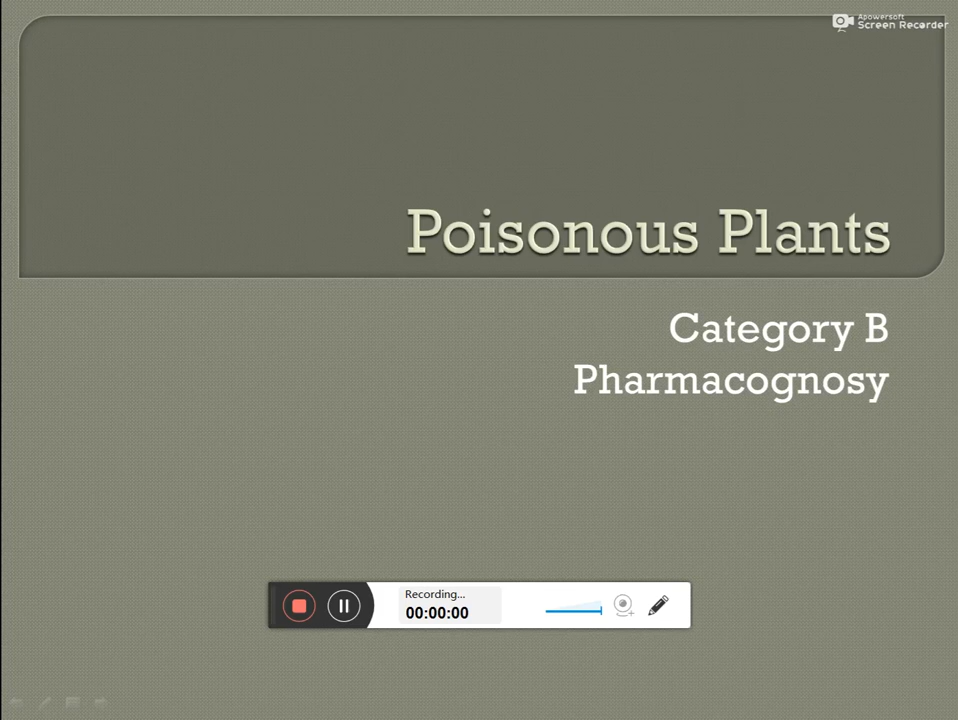 Apowersoft
Screen Recorder
Poisonous Plants
Category B
Pharmacognosy
Recording...
00:00:00